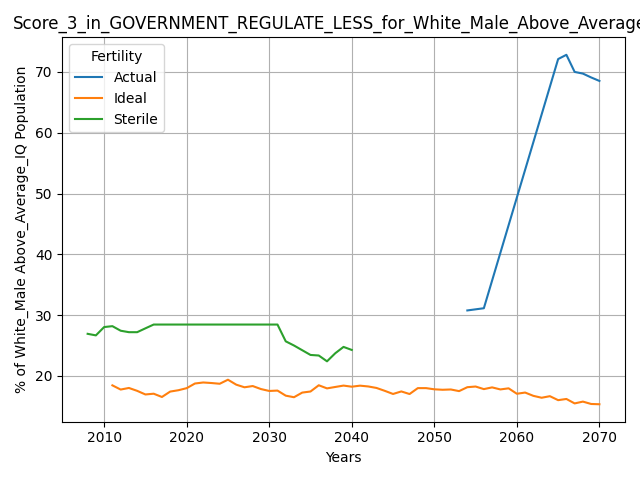 Score_3_in_GOVERNMENT_REGULATE_LESS_for_White_Male_Above_Average
Fertility
Actual
Ideal
Sterile
% of White_Male Above_Average_IQ Population
70
60
50
40
30
20
2010 2020 2030 2040 2050 2060 2070
Years